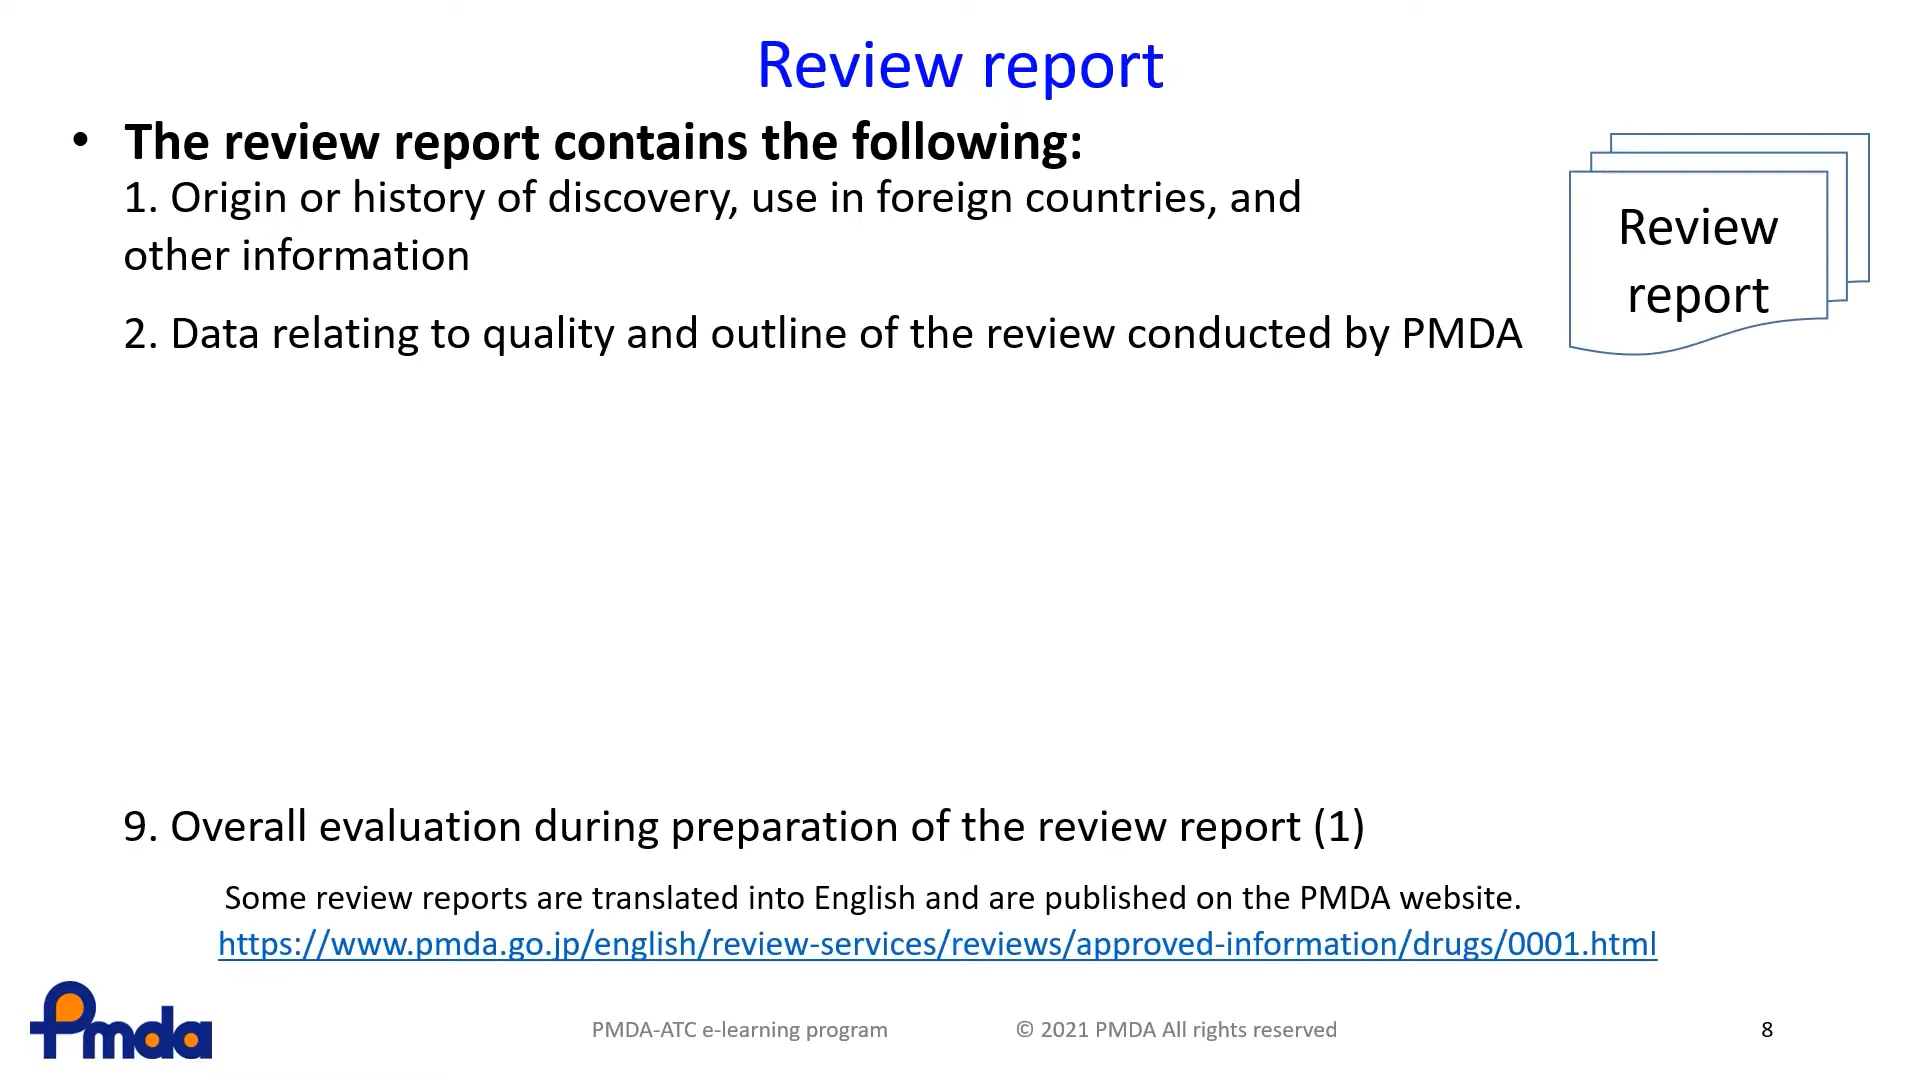 Review report
• The review report contains the following:
1. Origin or history of discovery, use in foreign countries, and
other information
2. Data relating to quality and outline of the review conducted by PMDA
Review
report
9. Overall evaluation during preparation of the review report (1)
Some review reports are translated into English and are published on the PMDA website.
https://www.pmda.go.jp/english/review-services/reviews/approved-information/drugs/0001.html
Pmda
PMDA-ATC e-learning program
© 2021 PMDA All rights reserved
8